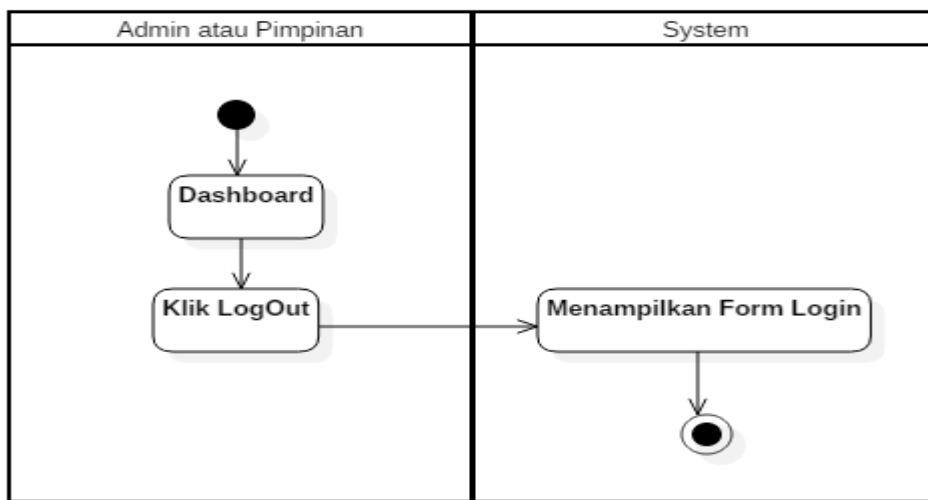 Admin atau Pimpinan
System
Dashboard
Klik LogOut
Menampilkan Form Login